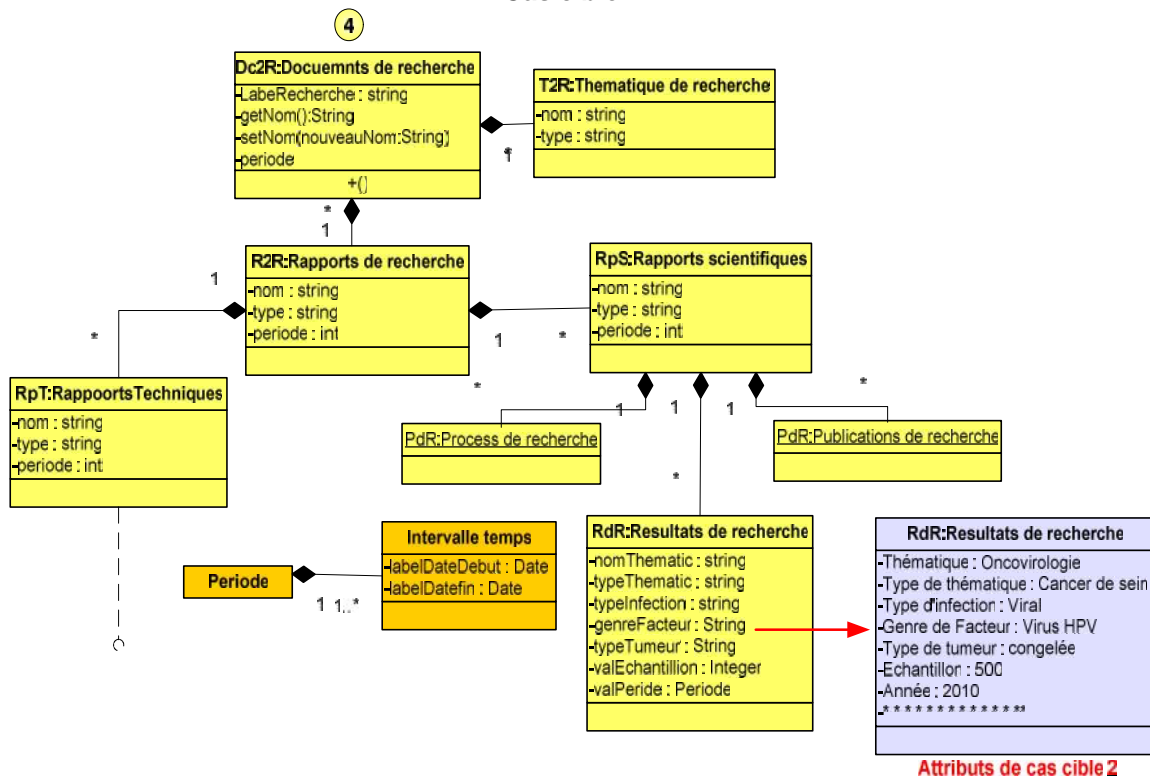 4
Dc2R:Docuemnts de recherche
-LabeRecherche : string
-getNom():String
-setNom(nouveauNom:String)
-periode
+()
T2R:Thematique de recherche
-nom : string
-type : string
1
*
*
1
R2R:Rapports de recherche
-nom : string
-type : string
-periode : int
RpS:Rapports scientifiques
-nom : string
-type : string
-periode : int
1
*
1
*
RpT:RappoortsTechniques
-nom : string
-type : string
-periode : int
*
1
1
1
*
*
PdR:Process de recherche
PdR:Publications de recherche
Periode
1
1..*
Intervalle temps
-labelDateDebut : Date
-labelDatefin : Date
RdR:Resultats de recherche
-nomThematic : string
-typeThematic : string
-typeInfection : string
-genreFacteur : String
-typeTumeur : String
-valEchantillion : Integer
-valPeride : Periode
RdR:Resultats de recherche
-Thématique : Oncovirologie
-Type de thématique : Cancer de sein
-Type d'infection : Viral
-Genre de Facteur : Virus HPV
-Type de tumeur : congelée
-Echantillon : 500
-Année : 2010
-**************
Attributs de cas cible 2